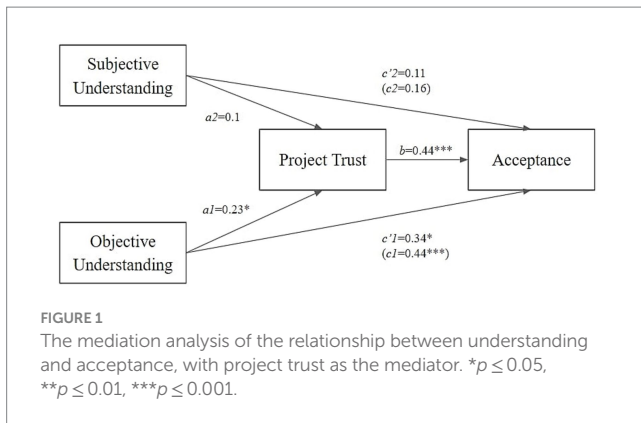 Subjective
Understanding
c'2=0.11
(c2=0.16)
a2=0.1
Project Trust
b=0.44***
Acceptance
a1=0.23*
Objective
Understanding
c'1=0.34*
(c1=0.44***)
FIGURE 1
The mediation analysis of the relationship between understanding
and acceptance, with project trust as the mediator. *p ≤ 0.05,
**p ≤ 0.01, ***p ≤ 0.001.